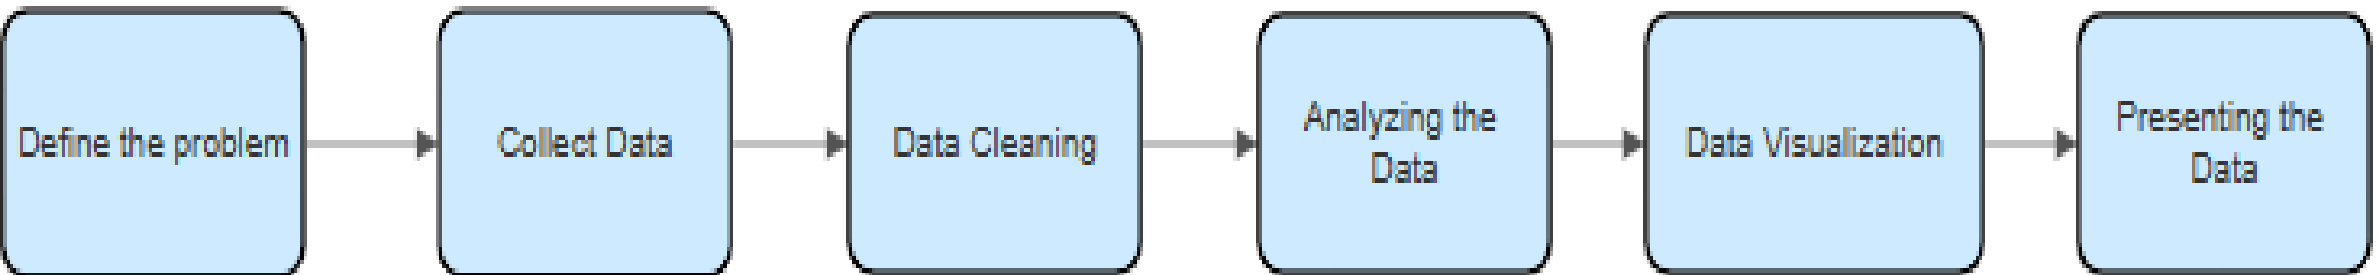 Define the problem
Collect Data
Data Cleaning
Analyzing the
Data
Data Visualization
Presenting the
Data